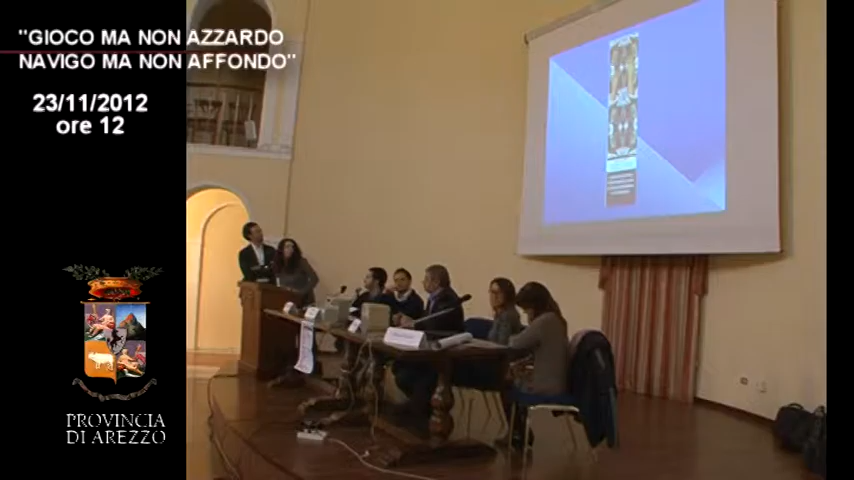 "GIOCO MA NON AZZARDO
NAVIGO MA NON AFFONDO"
23/11/2012
ore 12
PROVINCIA
DI AREZZO